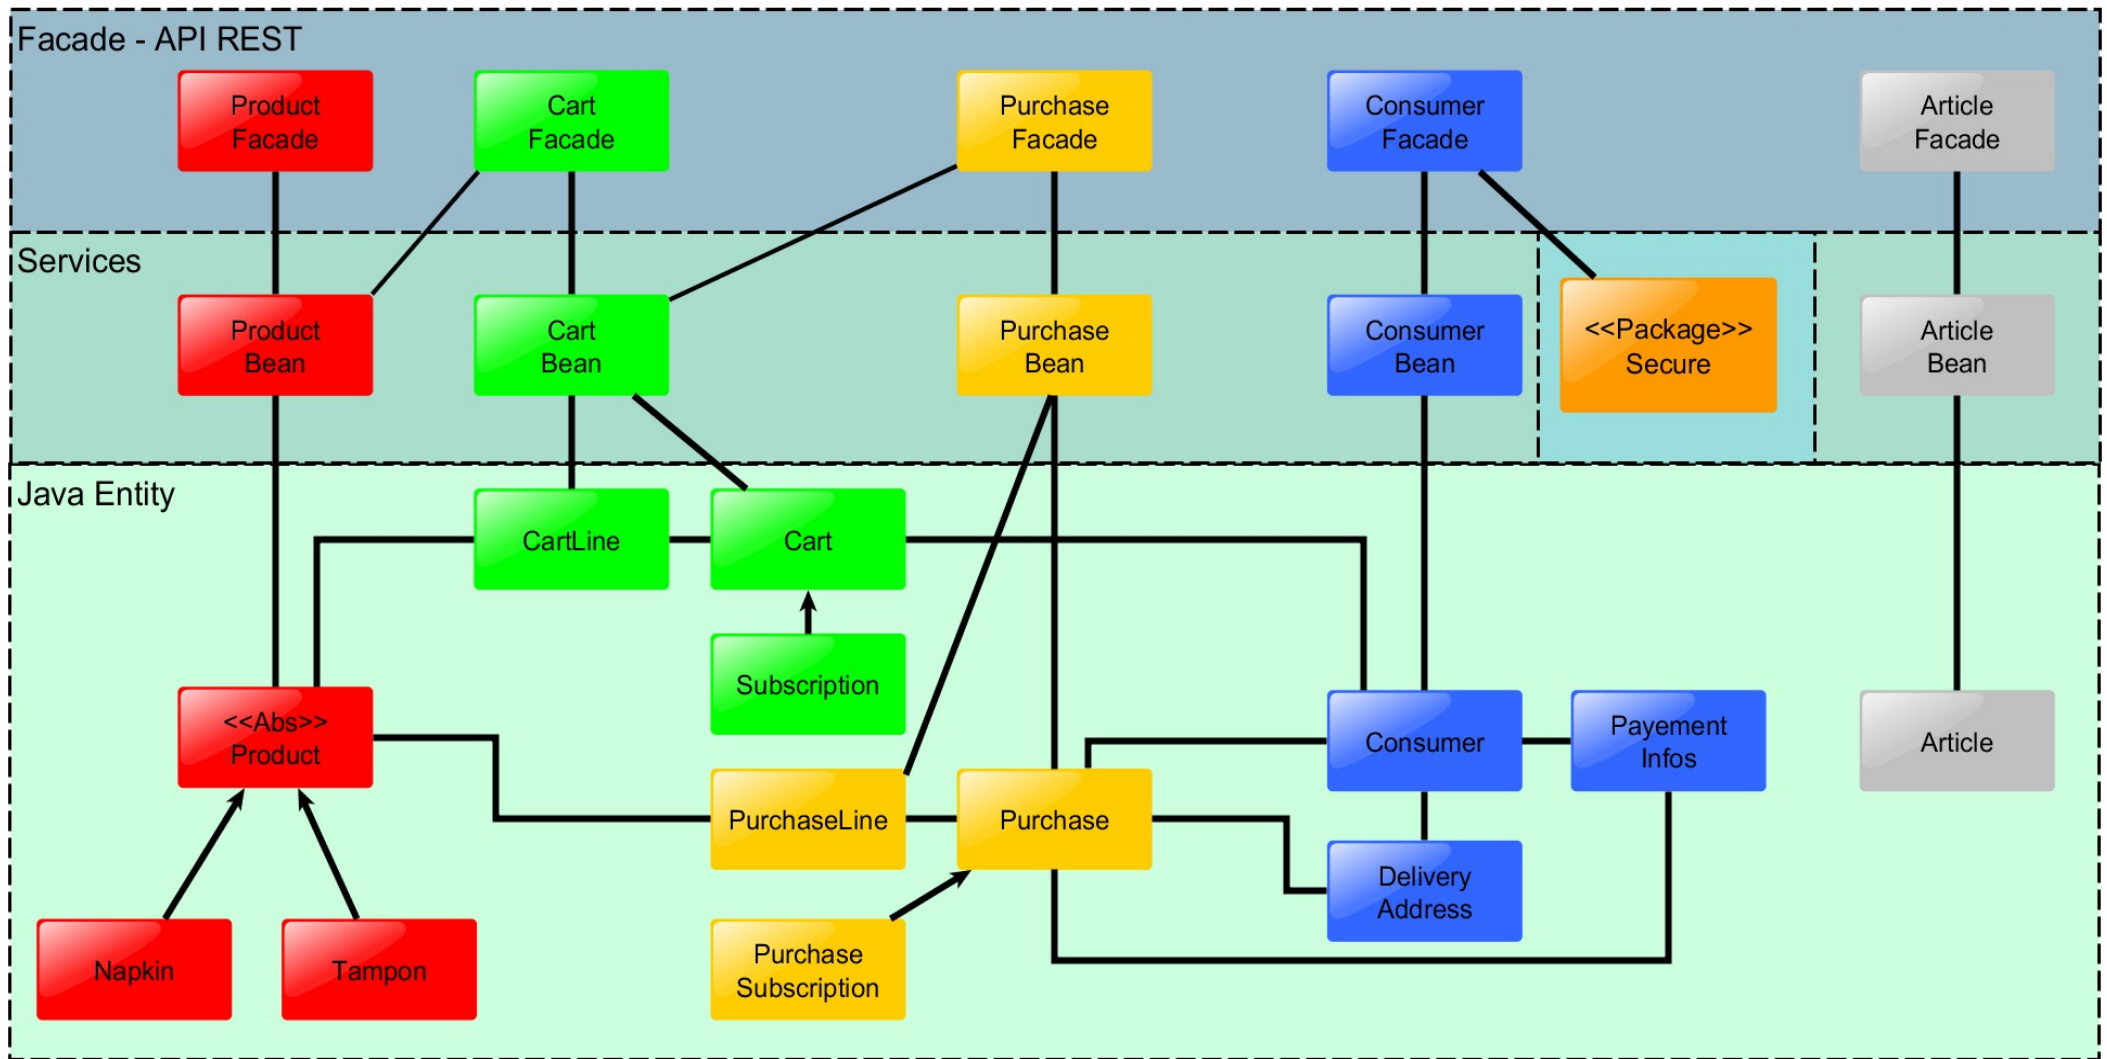 Facade - API REST
Product
Facade
Cart
Facade
Purchase
Facade
Consumer
Facade
Article
Facade
Services
Product
Bean
Cart
Bean
Purchase
Bean
Consumer
Bean
<<Package>>
Secure
Article
Bean
Java Entity
CartLine
Cart
Subscription
<<Abs>>
Product
Consumer
Payement
Infos
Article
PurchaseLine
Purchase
Delivery
Address
Napkin
Tampon
Purchase
Subscription